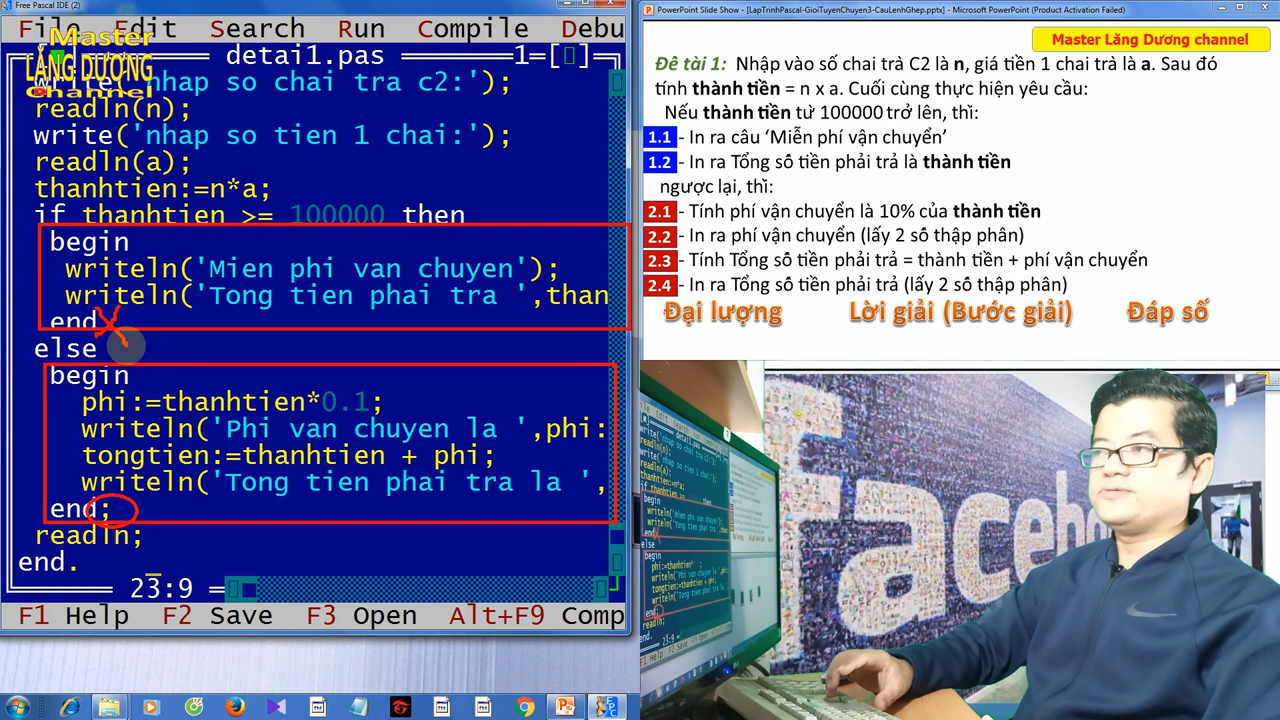 Free Pascal IDE (2)
File Edit Search Run Compile Debu
Master
LĂNG DƯƠNG
Channel
detai1.pas 1=[ ]
write('nhap so chai tra c2:');
readln(n);
write('nhap so tien 1 chai:');
readln(a);
thanhtien:=n*a;
if thanhtien >= 100000 then
begin
writeln('Mien phi van chuyen');
writeln('Tong tien phai tra ',than
end
else
begin
phi:=thanhtien*0.1;
writeln('Phi van chuyen la ',phi:
tongtien:=thanhtien + phi;
writeln('Tong tien phai tra la ',
end;
readln;
end.
23:9
F1 Help F2 Save F3 Open Alt+F9 Comp
PowerPoint Slide Show - [LapTrinhPascal-GioiTuyenChuyen3-CauLenhGhep.pptx] - Microsoft PowerPoint (Product Activation Failed)
Master Lăng Dương channel
Đề tài 1: Nhập vào số chai trà C2 là n, giá tiền 1 chai trà là a. Sau đó
tính thành tiền = n x a. Cuối cùng thực hiện yêu cầu:
Nếu thành tiền từ 100000 trở lên, thì:
1.1 - In ra câu ‘Miễn phí vận chuyển’
1.2 - In ra Tổng số tiền phải trả là thành tiền
ngược lại, thì:
2.1 - Tính phí vận chuyển là 10% của thành tiền
2.2 - In ra phí vận chuyển (lấy 2 số thập phân)
2.3 - Tính Tổng số tiền phải trả = thành tiền + phí vận chuyển
2.4 - In ra Tổng số tiền phải trả (lấy 2 số thập phân)
Đại lượng Lời giải (Bước giải) Đáp số
facebook